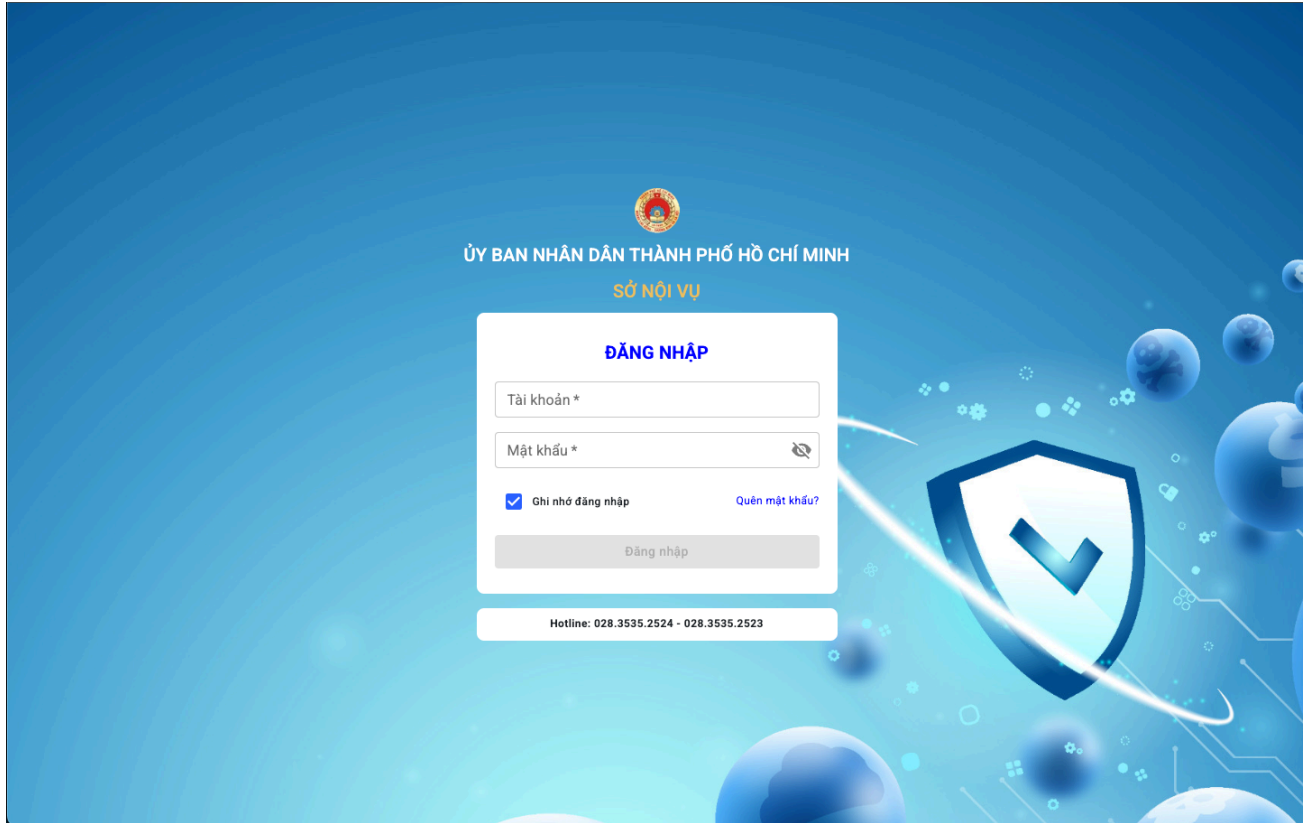 ỦY BAN NHÂN DÂN THÀNH PHỐ HỒ CHÍ MINH
SỞ NỘI VỤ
ĐĂNG NHẬP
Tài khoản *
Mật khẩu *
Ghi nhớ đăng nhập
Quên mật khẩu?
Đăng nhập
Hotline: 028.3535.2524 - 028.3535.2523